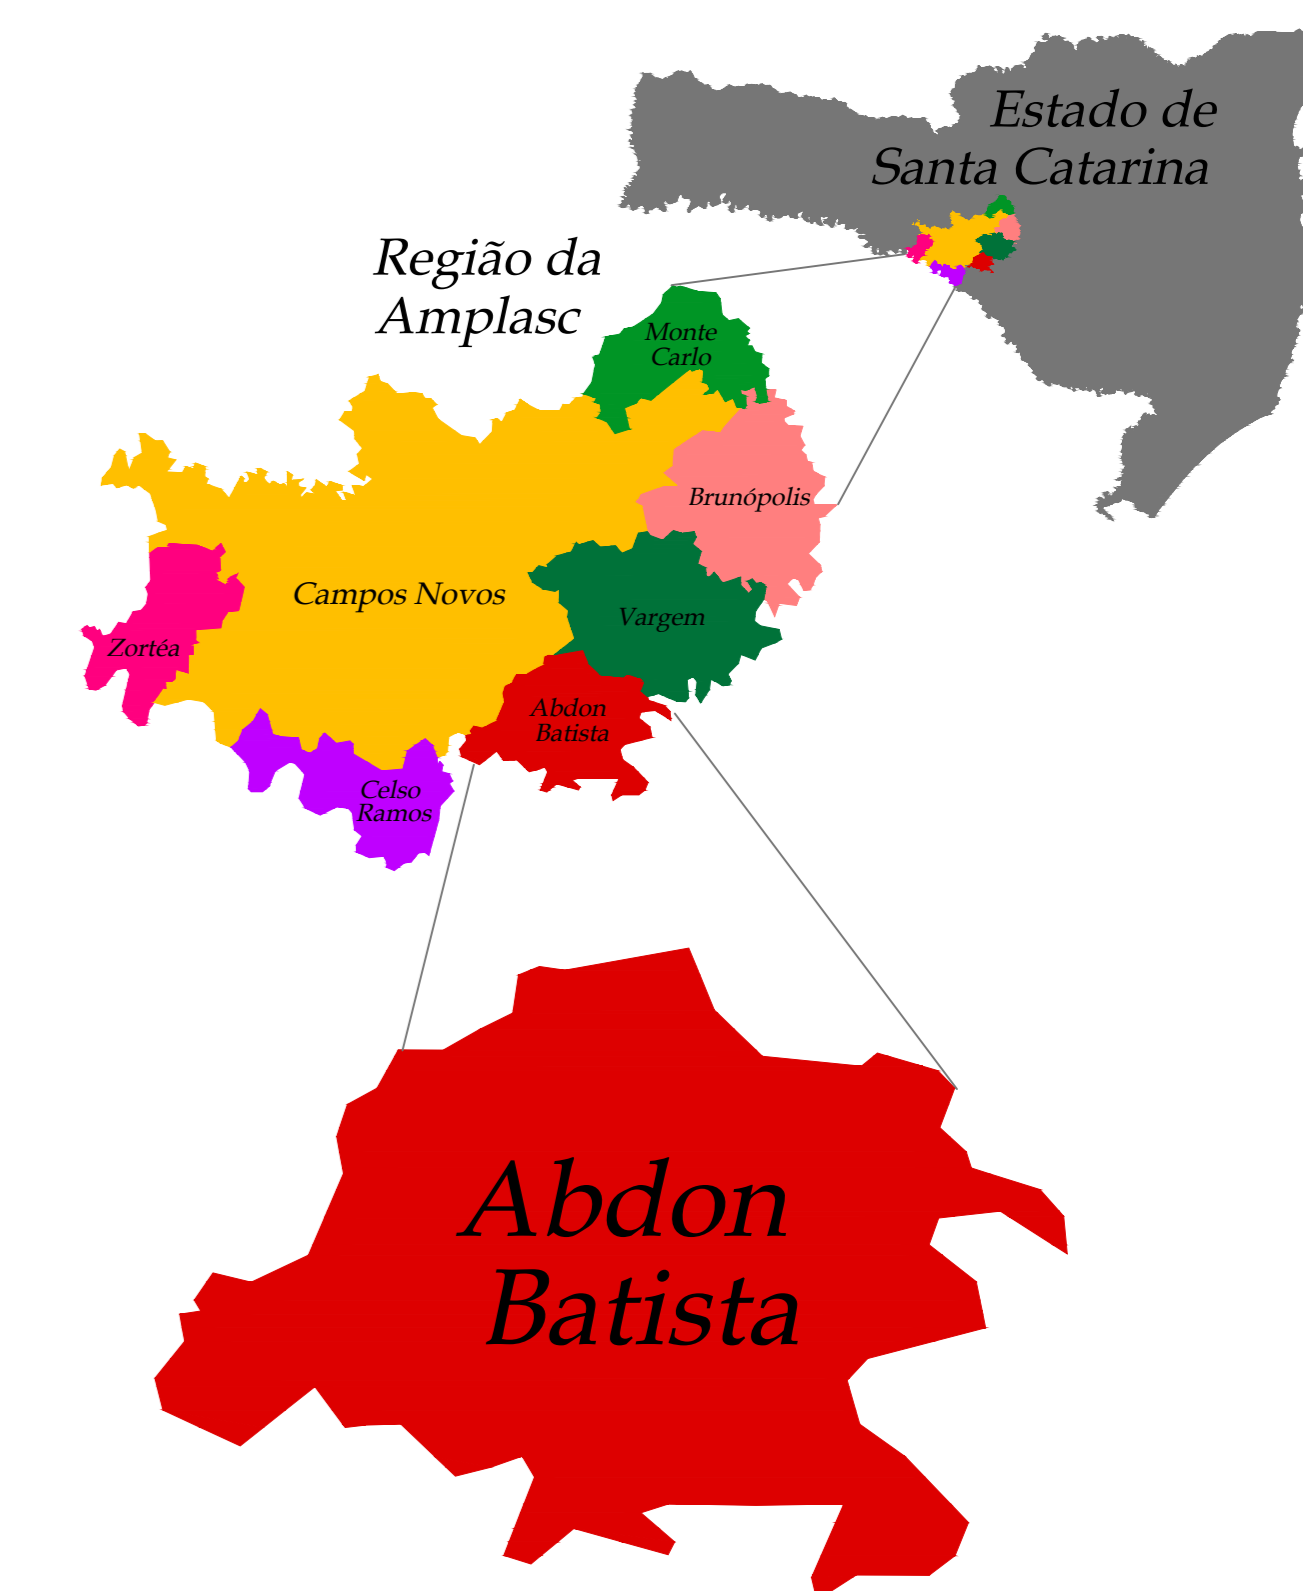 Estado de
Santa Catarina
Região da
Amplasc
Monte
Carlo
Brunópolis
Campos Novos
Vargem
Zortéa
Abdon
Batista
Celso
Ramos
Abdon
Batista